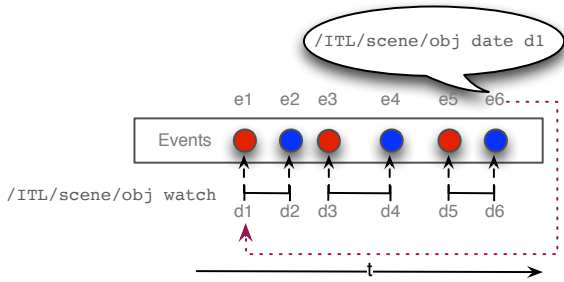 /ITL/scene/obj date d1
e1 e2 e3 e4 e5 e6
Events
/ITL/scene/obj watch
d1 d2 d3 d4 d5 d6
t